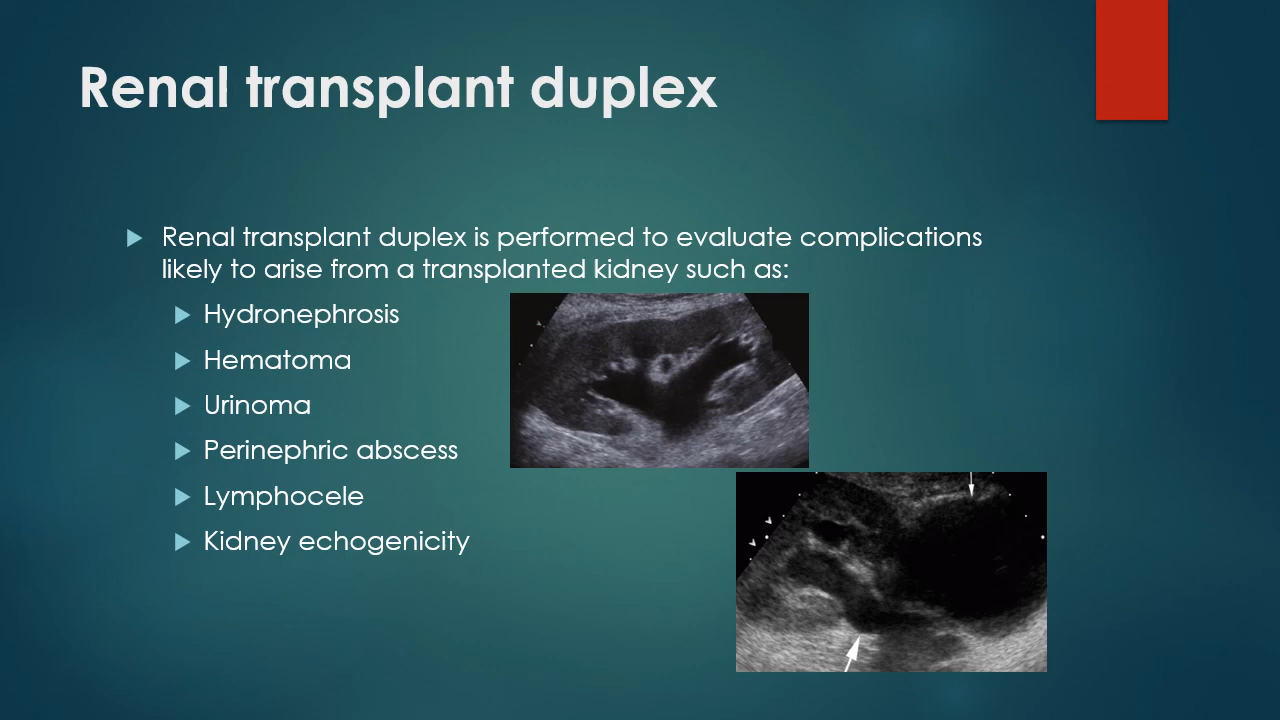 Renal transplant duplex
Renal transplant duplex is performed to evaluate complications
likely to arise from a transplanted kidney such as:
Hydronephrosis
Hematoma
Urinoma
Perinephric abscess
Lymphocele
Kidney echogenicity